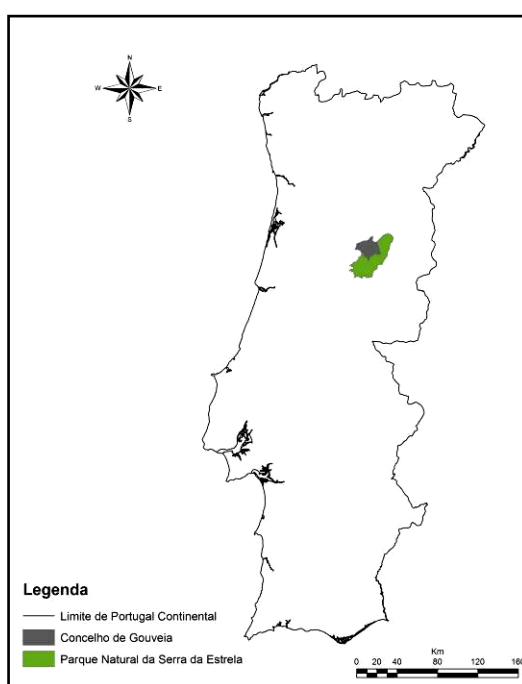 N
W E
S
Legenda
Limite de Portugal Continental
Concelho de Gouveia
Parque Natural da Serra da Estrela
Km
0 20 40 80 120 160